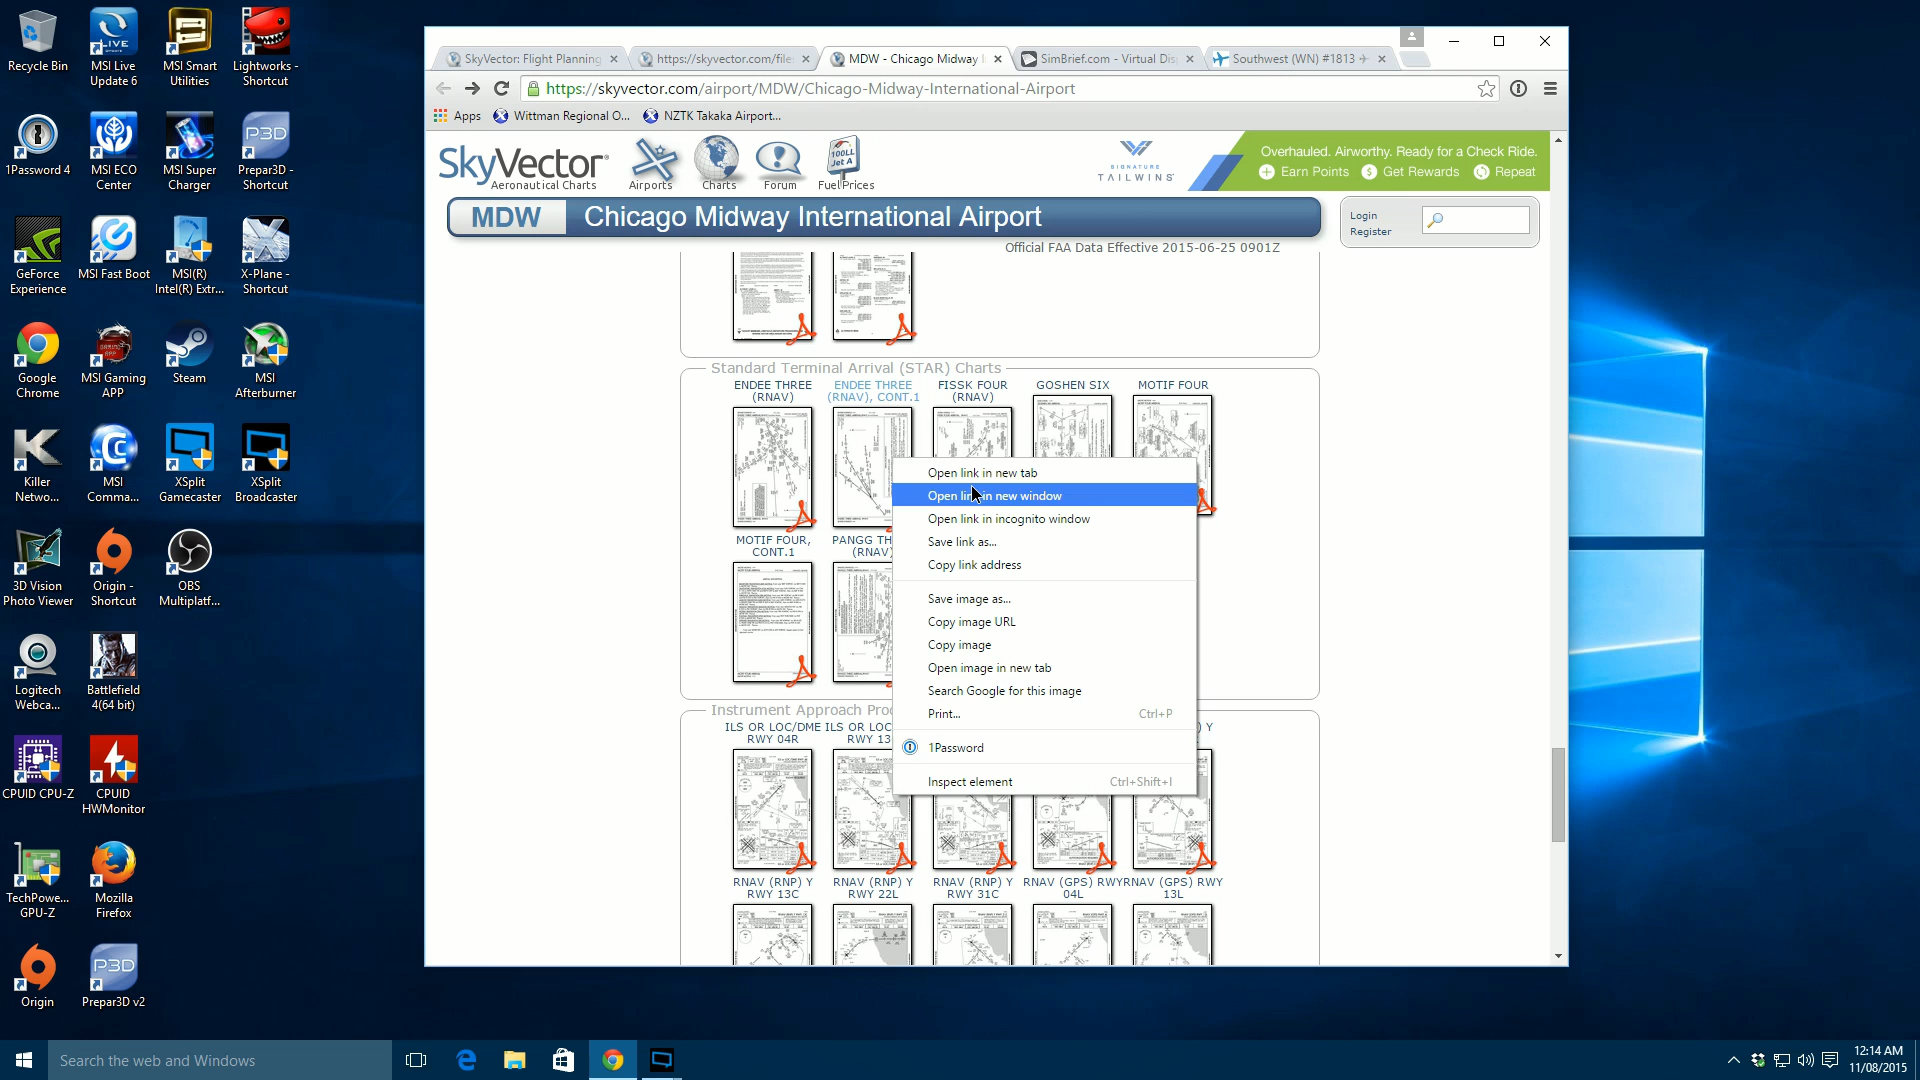 Recycle Bin
MSI Live Update 6
MSI Smart Utilities
Lightworks - Shortcut
1Password 4
MSI ECO Center
MSI Super Charger
Prepar3D - Shortcut
GeForce Experience
MSI Fast Boot
MSI(R) Intel(R) Extr...
X-Plane - Shortcut
Google Chrome
MSI Gaming APP
Steam
MSI Afterburner
Killer Netwo...
MSI Comma...
XSplit Gamecaster
XSplit Broadcaster
3D Vision Photo Viewer
Origin - Shortcut
OBS Multiplatf...
Logitech Webca...
Battlefield 4(64 bit)
CPUID CPU-Z
CPUID HWMonitor
TechPowe... GPU-Z
Mozilla Firefox
Origin
Prepar3D v2
SkyVector: Flight Planning
https://skyvector.com/file
MDW - Chicago Midway I
SimBrief.com - Virtual Dis
Southwest (WN) #1813
https://skyvector.com/airport/MDW/Chicago-Midway-International-Airport
Apps
Wittman Regional O...
NZTK Takaka Airport...
SkyVector
Aeronautical Charts
Airports
Charts
Forum
100LL Jet A
Fuel Prices
SIGNATURE TAILWINS
Overhauled. Airworthy. Ready for a Check Ride.
Earn Points Get Rewards Repeat
MDW
Chicago Midway International Airport
Login
Register
Official FAA Data Effective 2015-06-25 0901Z
Standard Terminal Arrival (STAR) Charts
ENDEE THREE (RNAV)
ENDEE THREE (RNAV), CONT.1
FISSK FOUR (RNAV)
GOSHEN SIX
MOTIF FOUR
MOTIF FOUR, CONT.1
PANGG TH
(RNAV)
Open link in new tab
Open link in new window
Open link in incognito window
Save link as...
Copy link address
Save image as...
Copy image URL
Copy image
Open image in new tab
Search Google for this image
Print... Ctrl+P
1Password
Inspect element Ctrl+Shift+I
Instrument Approach Pro
ILS OR LOC/DME RWY 04R
ILS OR LOC
RWY 13
Y
RNAV (RNP) Y RWY 13C
RNAV (RNP) Y RWY 22L
RNAV (RNP) Y RWY 31C
RNAV (GPS) RWY 04L
RNAV (GPS) RWY 13L
Search the web and Windows
12:14 AM
11/08/2015